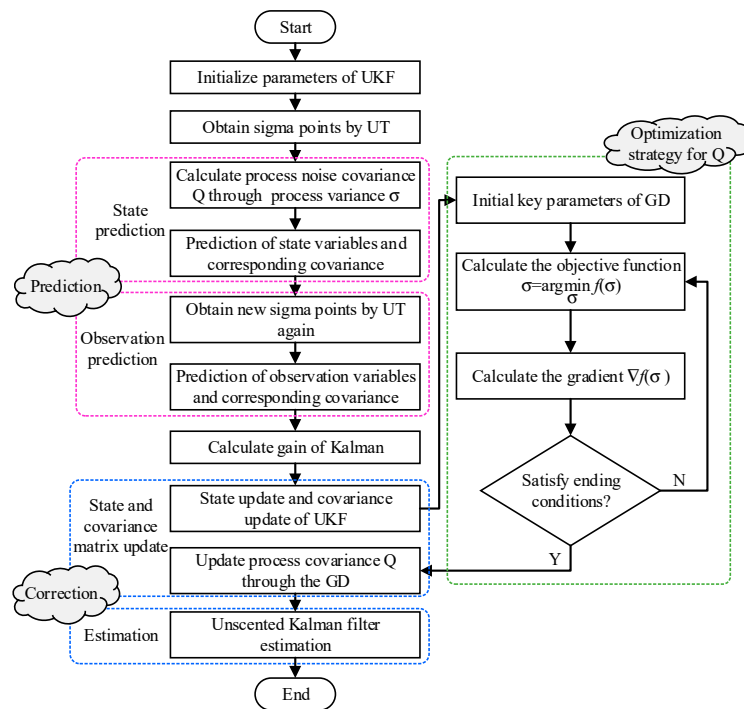 Start
Initialize parameters of UKF
Obtain sigma points by UT
Calculate process noise covariance
Q through process variance σ
State
prediction
Prediction of state variables and
corresponding covariance
Prediction
Obtain new sigma points by UT
again
Observation
prediction
Prediction of observation variables
and corresponding covariance
Calculate gain of Kalman
State update and covariance
update of UKF
State and
covariance
matrix update
Update process covariance Q
through the GD
Correction
Unscented Kalman filter
estimation
Estimation
End
Optimization
strategy for Q
Initial key parameters of GD
Calculate the objective function
σ=argmin f(σ)
σ
Calculate the gradient ∇f(σ )
Satisfy ending
conditions?
N
Y